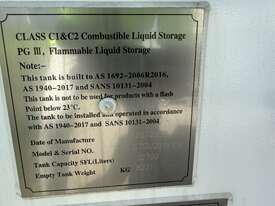 CLASS C1&C2 Combustible Liquid Storage
PG III, Flammable Liquid Storage
Note:-
This tank is built to AS 1692-2006R2016,
AS 1940-2017 and SANS 10131-2004
This tank is not to be used for products with a flash
Point below 23°C.
The tank to be installed and operated in accordance
with AS 1940-2017 and SANS 10131-2004
Date of Manufacture
Model & Serial NO.
Tank Capacity SFL(Liters)
Empty Tank Weight KG